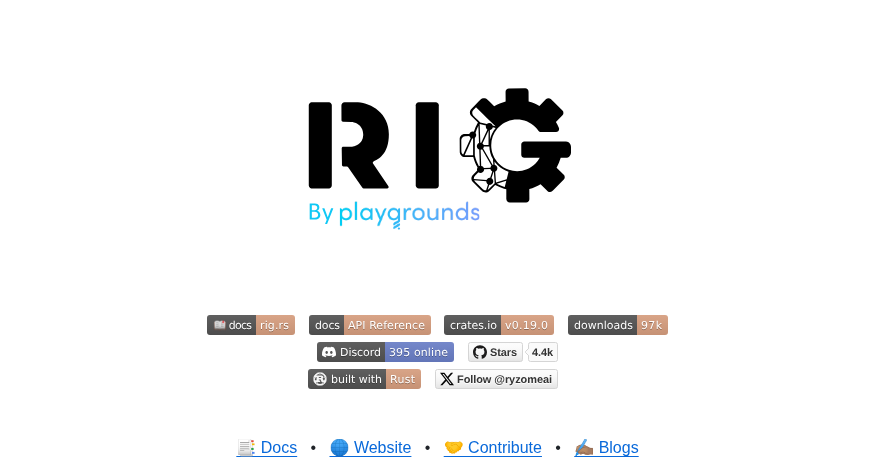 RIG
By playgrounds
docs rig.rs docs API Reference crates.io v0.19.0 downloads 97k
Discord 395 online Stars 4.4k
built with Rust Follow @ryzomeai
Docs • Website • Contribute • Blogs